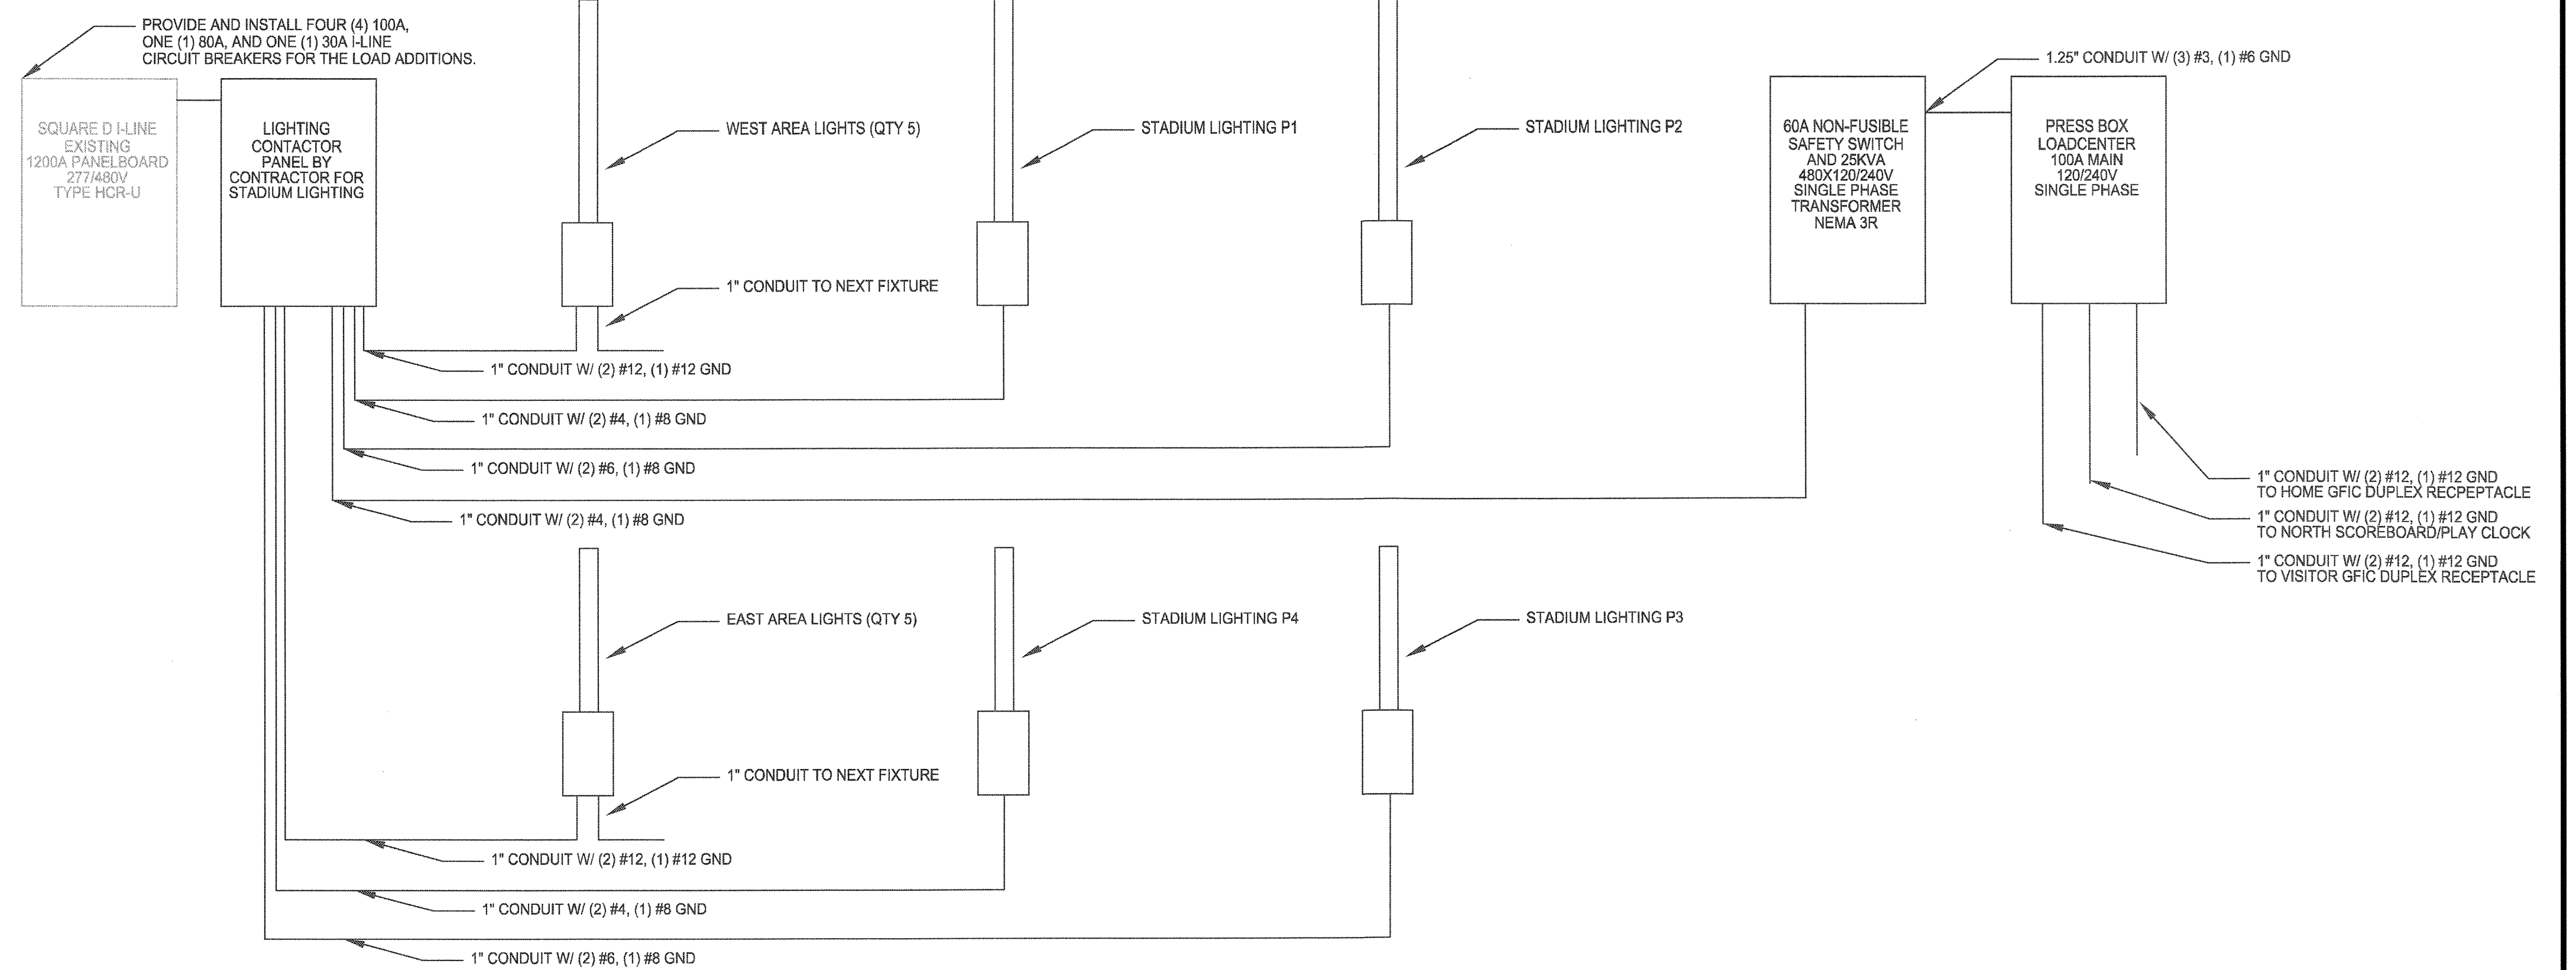 PROVIDE AND INSTALL FOUR (4) 100A,
ONE (1) 80A, AND ONE (1) 30A I-LINE
CIRCUIT BREAKERS FOR THE LOAD ADDITIONS.
SQUARE D I-LINE
EXISTING
1200A PANELBOARD
277/480V
TYPE HCR-U
LIGHTING
CONTACTOR
PANEL BY
CONTRACTOR FOR
STADIUM LIGHTING
WEST AREA LIGHTS (QTY 5)
STADIUM LIGHTING P1
STADIUM LIGHTING P2
60A NON-FUSIBLE
SAFETY SWITCH
AND 25KVA
480X120/240V
SINGLE PHASE
TRANSFORMER
NEMA 3R
1.25" CONDUIT W/ (3) #3, (1) #6 GND
PRESS BOX
LOADCENTER
100A MAIN
120/240V
SINGLE PHASE
1" CONDUIT TO NEXT FIXTURE
1" CONDUIT W/ (2) #12, (1) #12 GND
1" CONDUIT W/ (2) #4, (1) #8 GND
1" CONDUIT W/ (2) #6, (1) #8 GND
1" CONDUIT W/ (2) #4, (1) #8 GND
1" CONDUIT W/ (2) #12, (1) #12 GND
TO HOME GFIC DUPLEX RECPEPTACLE
1" CONDUIT W/ (2) #12, (1) #12 GND
TO NORTH SCOREBOARD/PLAY CLOCK
1" CONDUIT W/ (2) #12, (1) #12 GND
TO VISITOR GFIC DUPLEX RECEPTACLE
EAST AREA LIGHTS (QTY 5)
STADIUM LIGHTING P4
STADIUM LIGHTING P3
1" CONDUIT TO NEXT FIXTURE
1" CONDUIT W/ (2) #12, (1) #12 GND
1" CONDUIT W/ (2) #4, (1) #8 GND
1" CONDUIT W/ (2) #6, (1) #8 GND